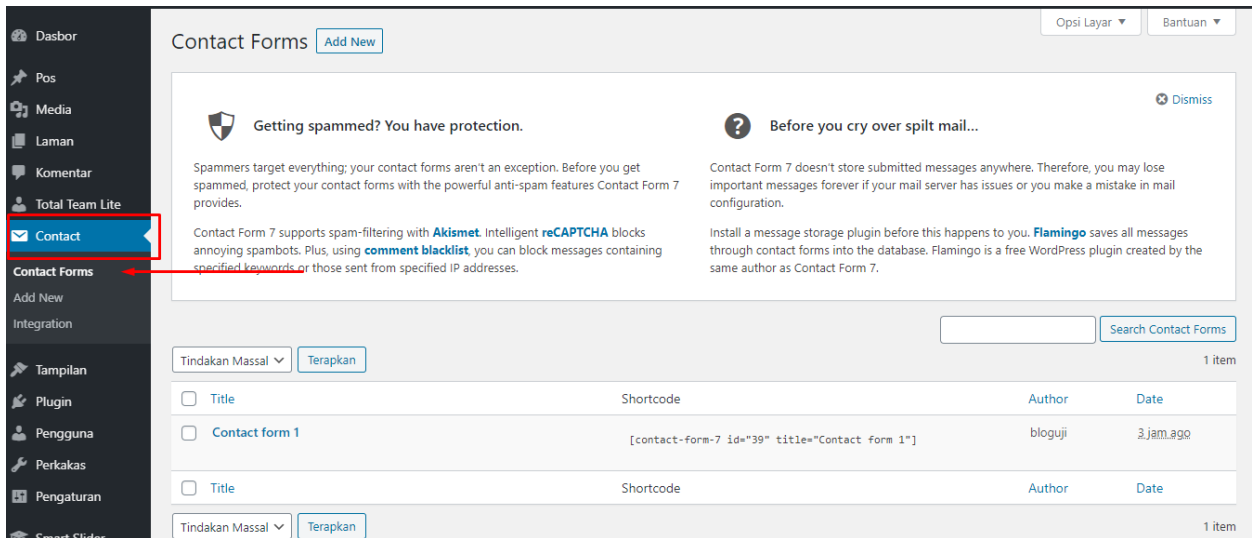 Dasbor
Pos
Media
Laman
Komentar
Total Team Lite
Contact
Contact Forms
Add New
Integration
Tampilan
Plugin
Pengguna
Perkakas
Pengaturan
Smart Slider
Opsi Layar
Bantuan
Contact Forms Add New
Dismiss
Getting spammed? You have protection.
Spammers target everything; your contact forms aren't an exception. Before you get
spammed, protect your contact forms with the powerful anti-spam features Contact Form 7
provides.
Contact Form 7 supports spam-filtering with Akismet. Intelligent reCAPTCHA blocks
annoying spambots. Plus, using comment blacklist, you can block messages containing
specified keywords or those sent from specified IP addresses.
Before you cry over spilt mail...
Contact Form 7 doesn't store submitted messages anywhere. Therefore, you may lose
important messages forever if your mail server has issues or you make a mistake in mail
configuration.
Install a message storage plugin before this happens to you. Flamingo saves all messages
through contact forms into the database. Flamingo is a free WordPress plugin created by the
same author as Contact Form 7.
Search Contact Forms
Tindakan Massal Terapkan 1 item
Title Shortcode Author Date
Contact form 1 [contact-form-7 id="39" title="Contact form 1"] bloguji 3 jam ago
Title Shortcode Author Date
Tindakan Massal Terapkan 1 item